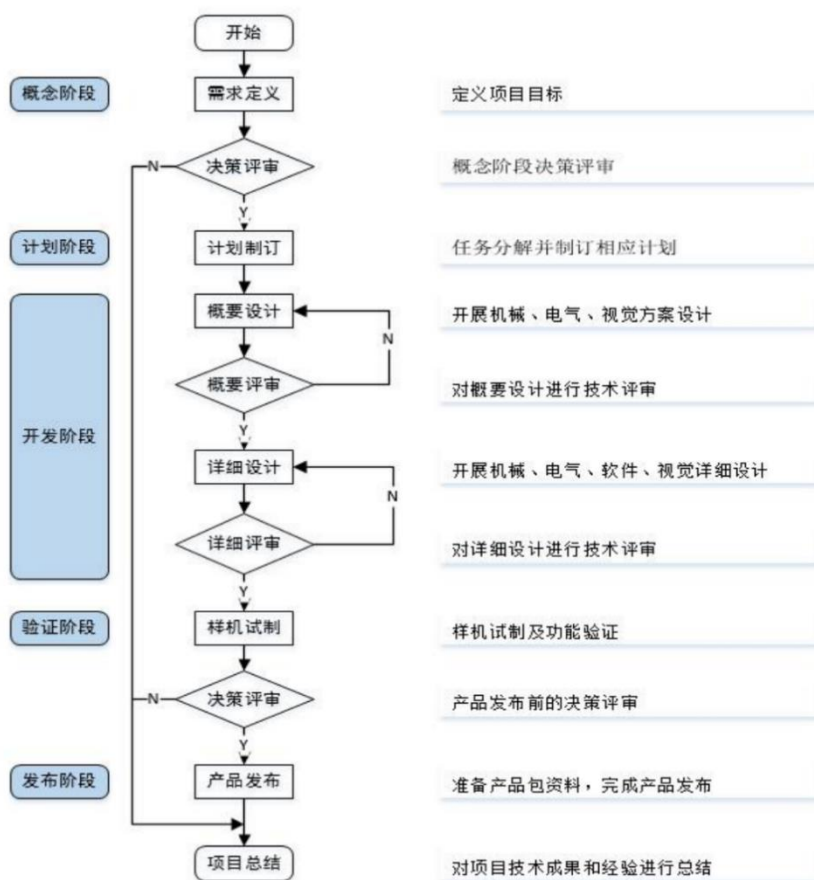 开始
概念阶段
需求定义
定义项目目标
N
决策评审
概念阶段决策评审
Y
计划阶段
计划制订
任务分解并制订相应计划
概要设计
开展机械、电气、视觉方案设计
N
概要评审
对概要设计进行技术评审
Y
开发阶段
详细设计
开展机械、电气、软件、视觉详细设计
N
详细评审
对详细设计进行技术评审
Y
验证阶段
样机试制
样机试制及功能验证
N
决策评审
产品发布前的决策评审
Y
发布阶段
产品发布
准备产品包资料，完成产品发布
项目总结
对项目技术成果和经验进行总结